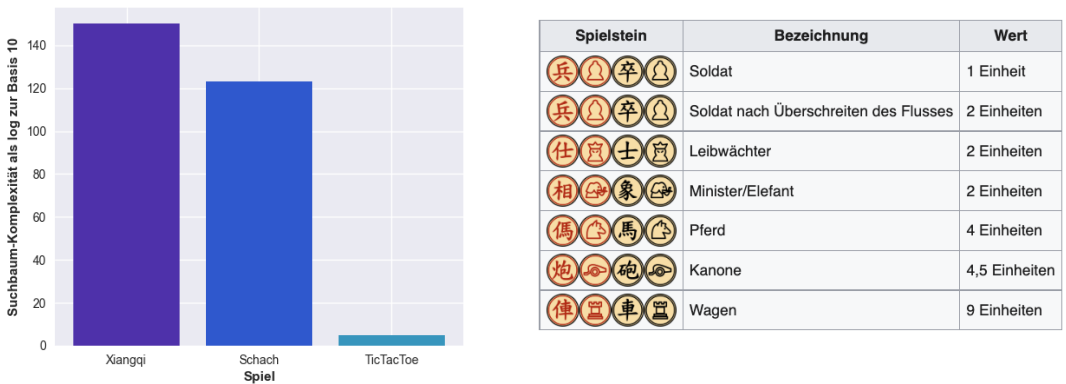 Suchbaum-Komplexität als log zur Basis 10
140
120
100
80
60
40
20
0
Xiangqi Schach TicTacToe
Spiel
Spielstein Bezeichnung Wert
兵 卒 Soldat 1 Einheit
兵 卒 Soldat nach Überschreiten des Flusses 2 Einheiten
仕 士 Leibwächter 2 Einheiten
相 象 Minister/Elefant 2 Einheiten
傌 馬 Pferd 4 Einheiten
炮 砲 Kanone 4,5 Einheiten
俥 車 Wagen 9 Einheiten